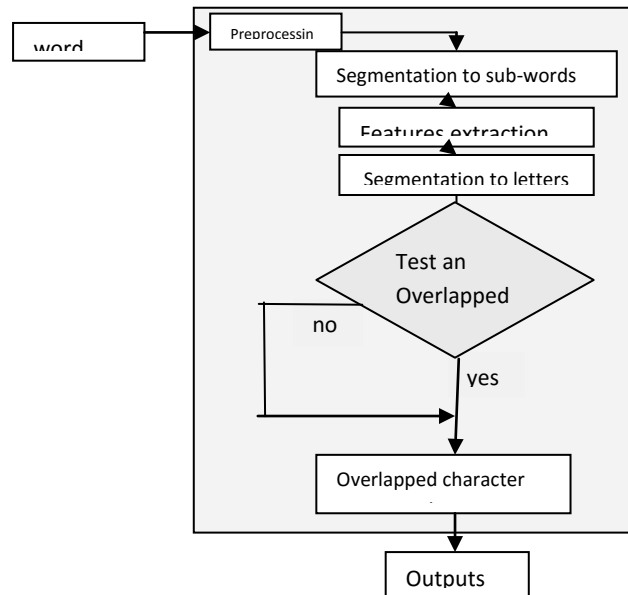 word
Preprocessin
Segmentation to sub-words
Features extraction
Segmentation to letters
Test an
Overlapped
no
yes
Overlapped character
Outputs